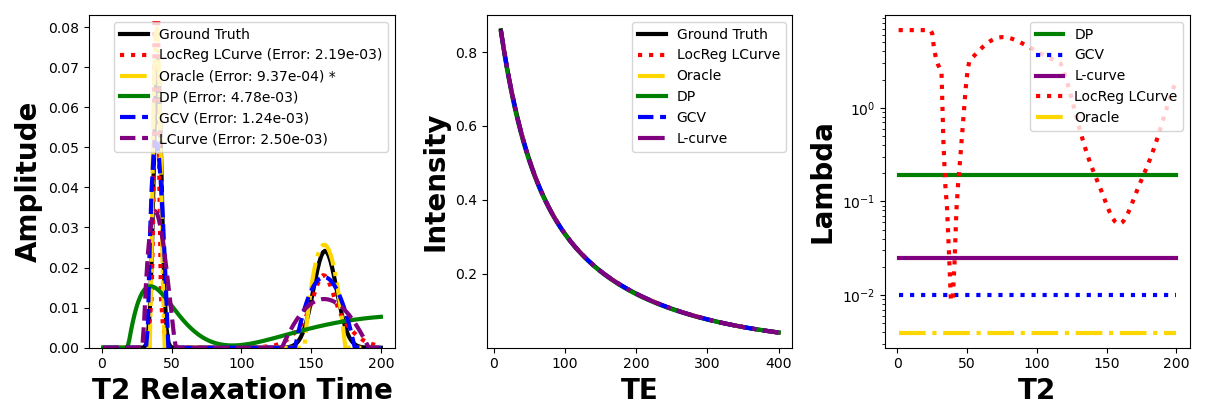 0.08
0.07
0.06
0.05
0.04
0.03
0.02
0.01
0.00
0
50
100
150
200
Amplitude
T2 Relaxation Time
Ground Truth
LocReg LCurve (Error: 2.19e-03)
Oracle (Error: 9.37e-04) *
DP (Error: 4.78e-03)
GCV (Error: 1.24e-03)
LCurve (Error: 2.50e-03)
0.8
0.6
0.4
0.2
0
100
200
300
400
Intensity
TE
Ground Truth
LocReg LCurve
Oracle
DP
GCV
L-curve
10⁰
10⁻¹
10⁻²
0
50
100
150
200
Lambda
T2
DP
GCV
L-curve
LocReg LCurve
Oracle